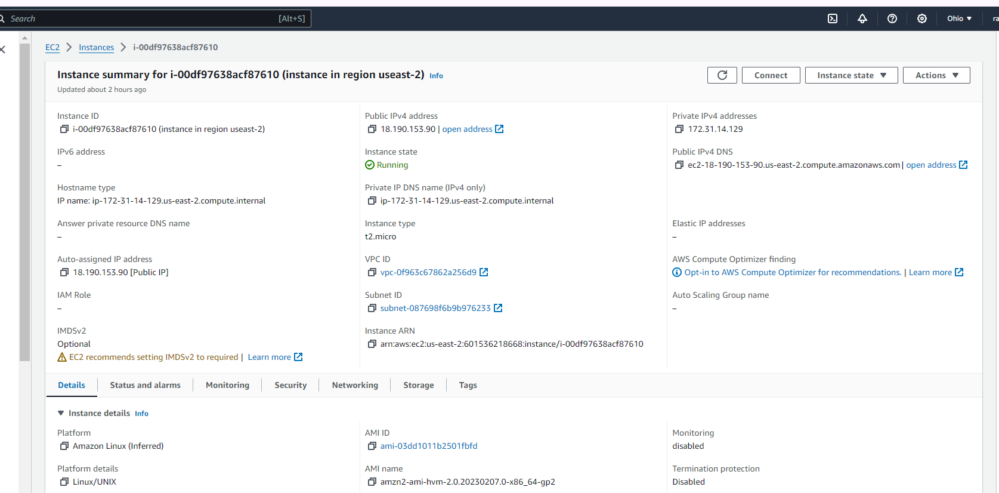 Search [Alt+S] Ohio ▼ ra
EC2 > Instances > i-00df97638acf87610
Instance summary for i-00df97638acf87610 (instance in region useast-2) Info
Connect Instance state ▼ Actions ▼
Updated about 2 hours ago
Instance ID
i-00df97638acf87610 (instance in region useast-2)
Public IPv4 address
18.190.153.90 | open address
Private IPv4 addresses
172.31.14.129
IPv6 address
–
Instance state
Running
Public IPv4 DNS
ec2-18-190-153-90.us-east-2.compute.amazonaws.com | open address
Hostname type
IP name: ip-172-31-14-129.us-east-2.compute.internal
Private IP DNS name (IPv4 only)
ip-172-31-14-129.us-east-2.compute.internal
Answer private resource DNS name
–
Instance type
t2.micro
Elastic IP addresses
–
Auto-assigned IP address
18.190.153.90 [Public IP]
VPC ID
vpc-0f963c67862a256d9
AWS Compute Optimizer finding
Opt-in to AWS Compute Optimizer for recommendations. | Learn more
IAM Role
–
Subnet ID
subnet-087698f6b9b976233
Auto Scaling Group name
–
IMDSv2
Optional
EC2 recommends setting IMDSv2 to required | Learn more
Instance ARN
arn:aws:ec2:us-east-2:601536218668:instance/i-00df97638acf87610
Details Status and alarms Monitoring Security Networking Storage Tags
▼ Instance details Info
Platform
Amazon Linux (Inferred)
AMI ID
ami-03dd1011b2501fbfd
Monitoring
disabled
Platform details
Linux/UNIX
AMI name
amzn2-ami-hvm-2.0.20230207.0-x86_64-gp2
Termination protection
Disabled